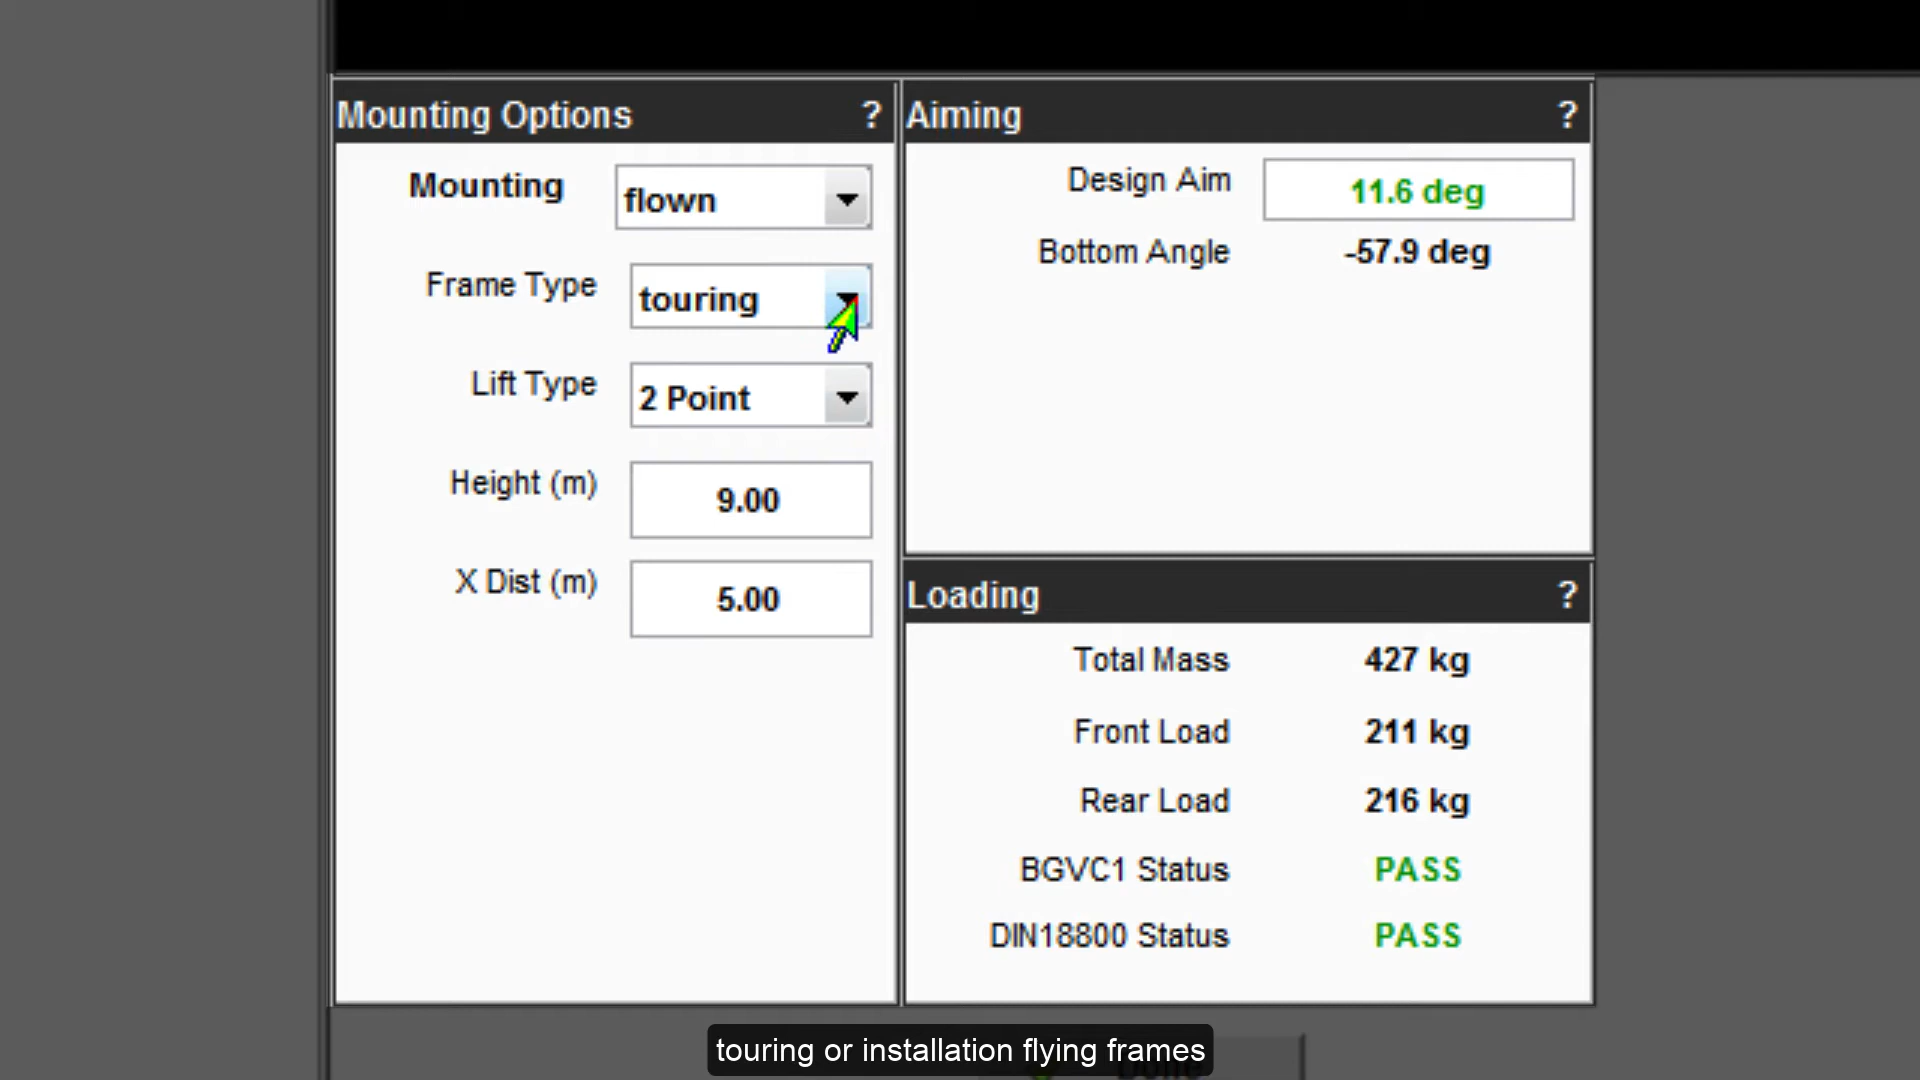 Mounting Options ?
Mounting flown
Frame Type touring
Lift Type 2 Point
Height (m) 9.00
X Dist (m) 5.00
Aiming ?
Design Aim 11.6 deg
Bottom Angle -57.9 deg
Loading ?
Total Mass 427 kg
Front Load 211 kg
Rear Load 216 kg
BGVC1 Status PASS
DIN18800 Status PASS
touring or installation flying frames